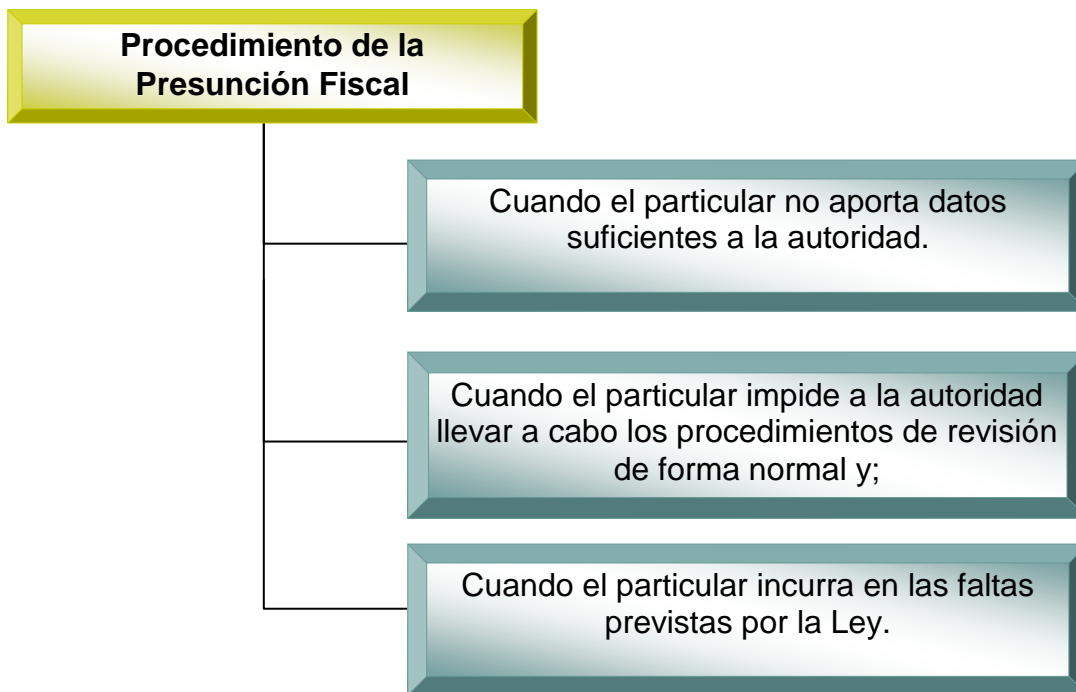 Procedimiento de la
Presunción Fiscal
Cuando el particular no aporta datos
suficientes a la autoridad.
Cuando el particular impide a la autoridad
llevar a cabo los procedimientos de revisión
de forma normal y;
Cuando el particular incurra en las faltas
previstas por la Ley.